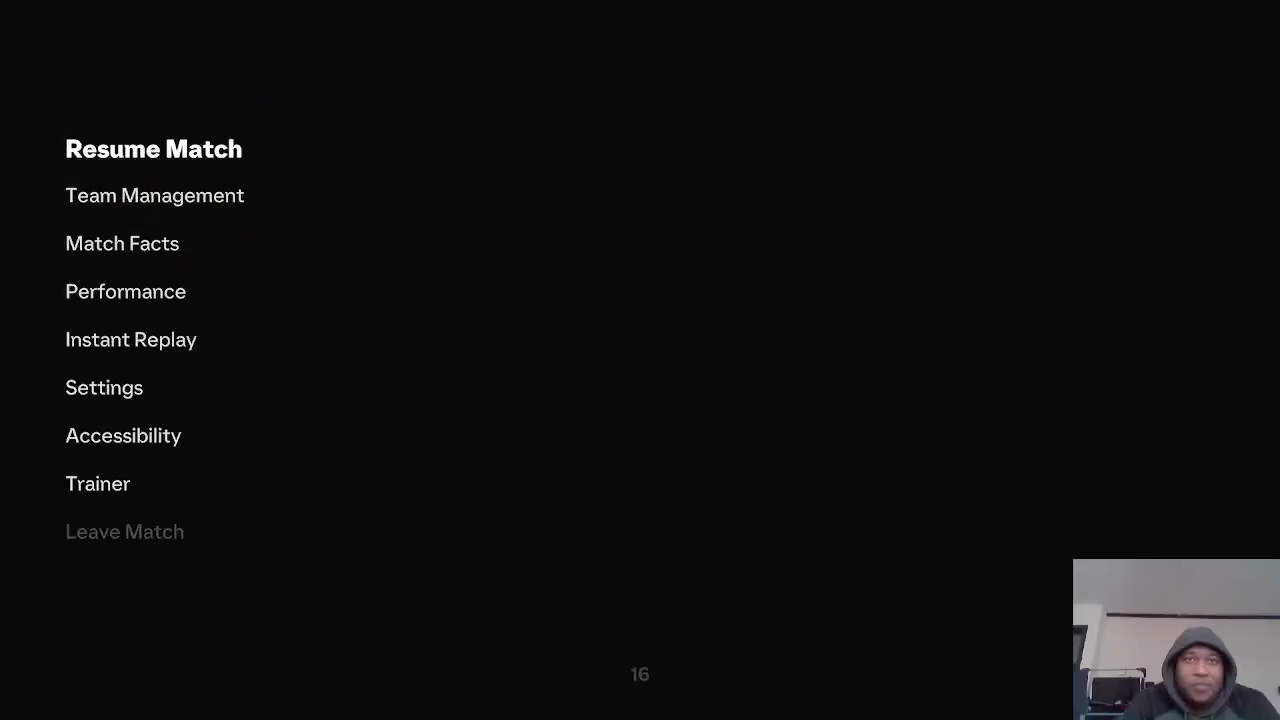 Resume Match
Team Management
Match Facts
Performance
Instant Replay
Settings
Accessibility
Trainer
Leave Match
16